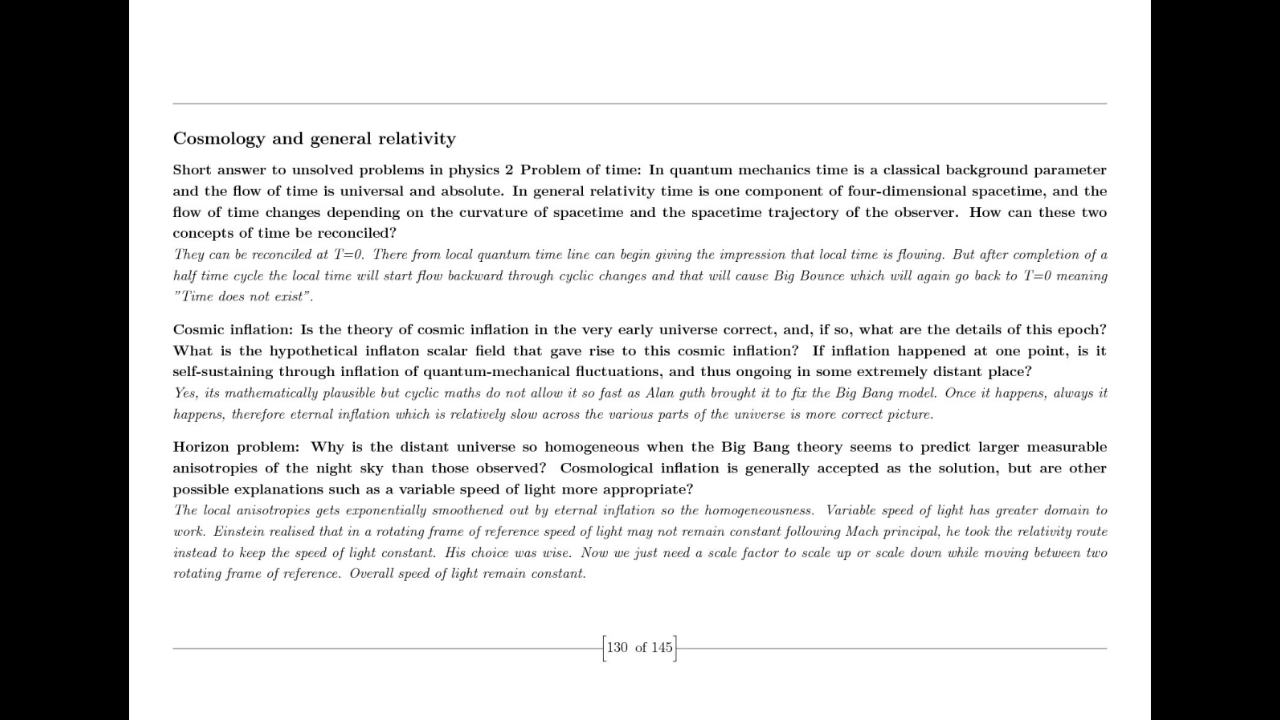 Cosmology and general relativity
Short answer to unsolved problems in physics 2 Problem of time: In quantum mechanics time is a classical background parameter
and the flow of time is universal and absolute. In general relativity time is one component of four-dimensional spacetime, and the
flow of time changes depending on the curvature of spacetime and the spacetime trajectory of the observer. How can these two
concepts of time be reconciled?
They can be reconciled at T=0. There from local quantum time line can begin giving the impression that local time is flowing. But after completion of a
half time cycle the local time will start flow backward through cyclic changes and that will cause Big Bounce which will again go back to T=0 meaning
"Time does not exist".
Cosmic inflation: Is the theory of cosmic inflation in the very early universe correct, and, if so, what are the details of this epoch?
What is the hypothetical inflaton scalar field that gave rise to this cosmic inflation? If inflation happened at one point, is it
self-sustaining through inflation of quantum-mechanical fluctuations, and thus ongoing in some extremely distant place?
Yes, its mathematically plausible but cyclic maths do not allow it so fast as Alan guth brought it to fix the Big Bang model. Once it happens, always it
happens, therefore eternal inflation which is relatively slow across the various parts of the universe is more correct picture.
Horizon problem: Why is the distant universe so homogeneous when the Big Bang theory seems to predict larger measurable
anisotropies of the night sky than those observed? Cosmological inflation is generally accepted as the solution, but are other
possible explanations such as a variable speed of light more appropriate?
The local anisotropies gets exponentially smoothened out by eternal inflation so the homogeneousness. Variable speed of light has greater domain to
work. Einstein realised that in a rotating frame of reference speed of light may not remain constant following Mach principal, he took the relativity route
instead to keep the speed of light constant. His choice was wise. Now we just need a scale factor to scale up or scale down while moving between two
rotating frame of reference. Overall speed of light remain constant.
130 of 145